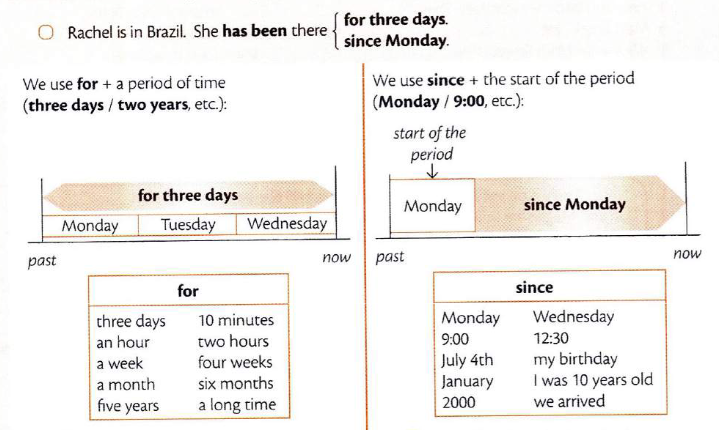 Rachel is in Brazil. She has been there
for three days.
since Monday.
We use for + a period of time
(three days / two years, etc.):
for three days
Monday Tuesday Wednesday
past now
for
three days 10 minutes
an hour two hours
a week four weeks
a month six months
five years a long time
We use since + the start of the period
(Monday / 9:00, etc.):
start of the
period
Monday since Monday
past now
since
Monday Wednesday
9:00 12:30
July 4th my birthday
January I was 10 years old
2000 we arrived